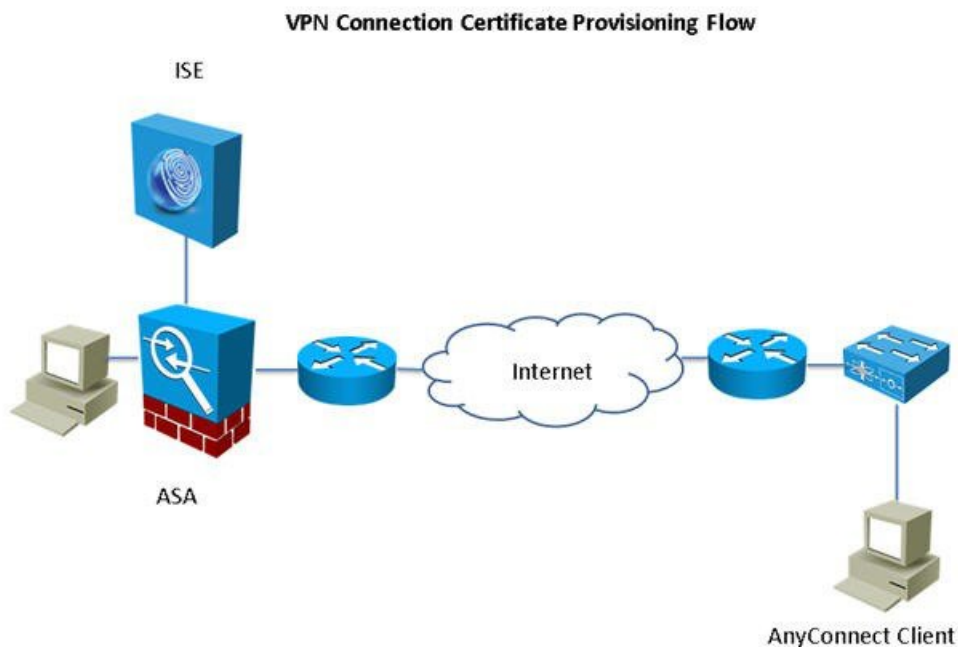 VPN Connection Certificate Provisioning Flow
ISE
Internet
ASA
AnyConnect Client